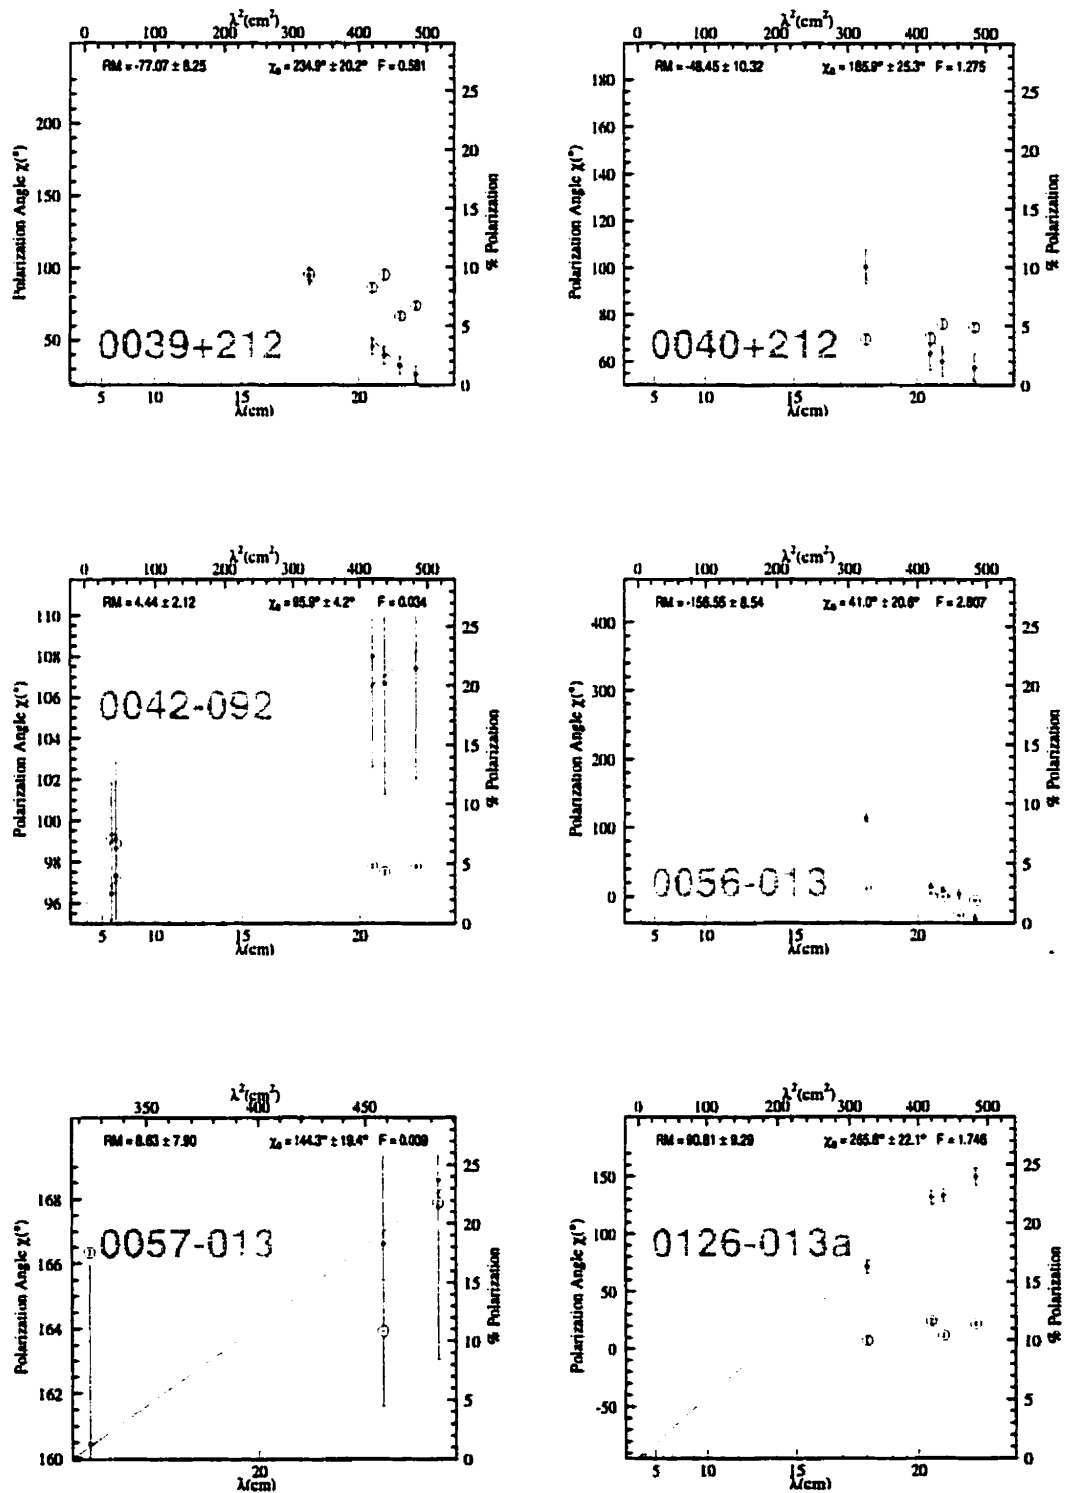 λ²(cm²)
0 100 200 300 400 500
RM = -77.07 ± 8.25 χ₀ = 234.9° ± 20.2° F = 0.581
Polarization Angle χ(°)
200
150
100
50
25
20
15
10
5
0
% Polarization
0039+212
5 10 15 20
λ(cm)
λ²(cm²)
0 100 200 300 400 500
RM = -48.45 ± 10.32 χ₀ = 185.9° ± 25.3° F = 1.275
Polarization Angle χ(°)
180
160
140
120
100
80
60
25
20
15
10
5
0
% Polarization
0040+212
5 10 15 20
λ(cm)
λ²(cm²)
0 100 200 300 400 500
RM = 4.44 ± 2.12 χ₀ = 95.9° ± 4.2° F = 0.034
Polarization Angle χ(°)
110
108
106
104
102
100
98
96
25
20
15
10
5
0
% Polarization
0042-092
5 10 15 20
λ(cm)
λ²(cm²)
0 100 200 300 400 500
RM = -156.55 ± 8.54 χ₀ = 41.0° ± 20.6° F = 2.807
Polarization Angle χ(°)
400
300
200
100
0
25
20
15
10
5
0
% Polarization
0056-013
5 10 15 20
λ(cm)
λ²(cm²)
350 400 450
RM = 8.63 ± 7.90 χ₀ = 144.3° ± 19.4° F = 0.009
Polarization Angle χ(°)
168
166
164
162
160
25
20
15
10
5
0
% Polarization
0057-013
20
λ(cm)
λ²(cm²)
0 100 200 300 400 500
RM = 90.81 ± 9.29 χ₀ = 265.8° ± 22.1° F = 1.746
Polarization Angle χ(°)
150
100
50
0
-50
25
20
15
10
5
0
% Polarization
0126-013a
5 10 15 20
λ(cm)